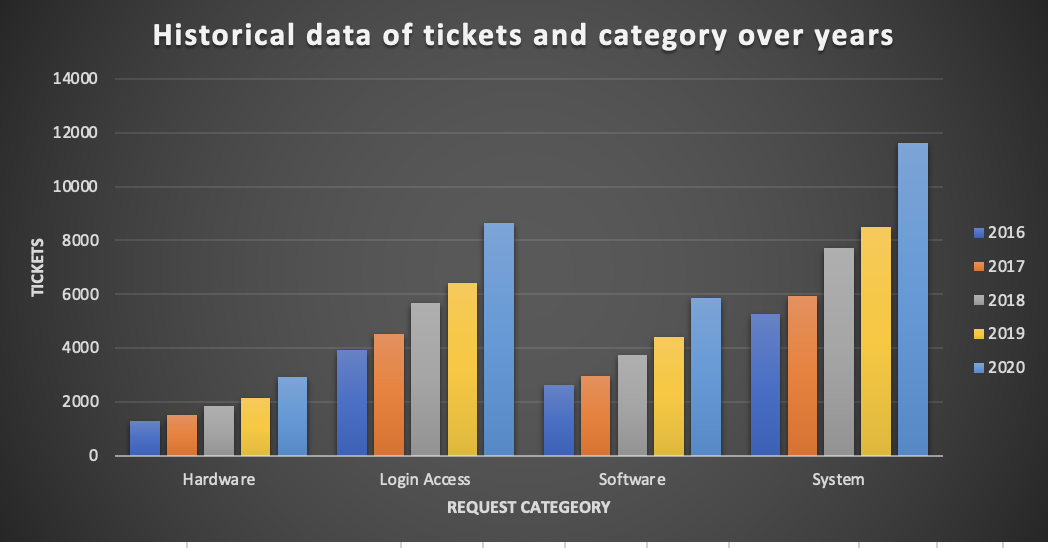 Historical data of tickets and category over years
14000
12000
10000
8000
6000
4000
2000
0
TICKETS
Hardware
Login Access
Software
System
REQUEST CATEGEORY
2016
2017
2018
2019
2020